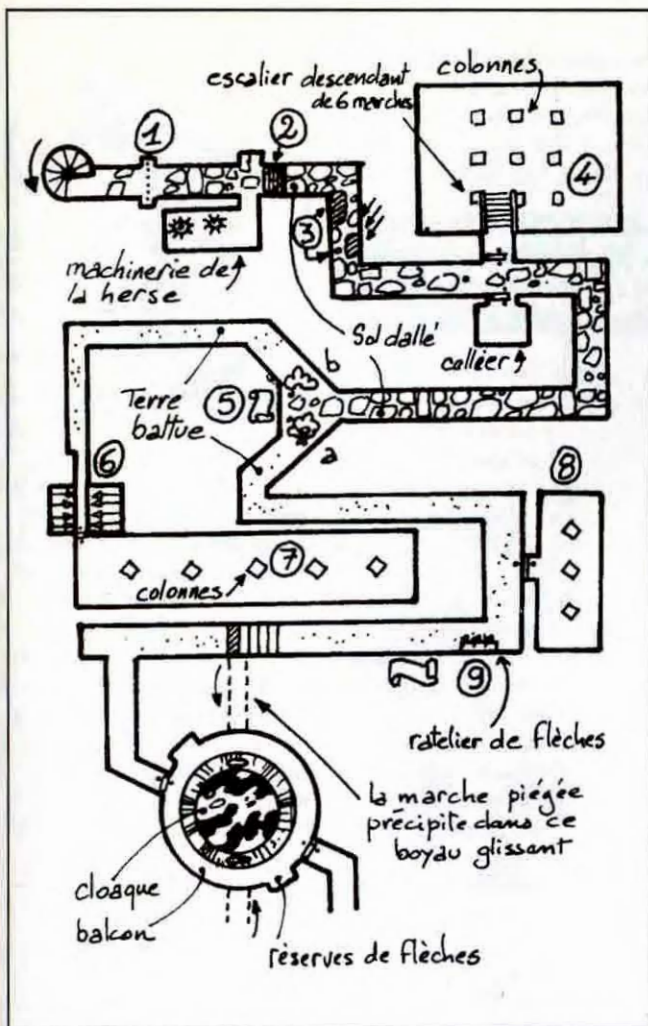 escalier descendant
de 6 marches
colonnes
1
2
3
4
machinerie de
la herse
Sol dallé
cellier
b
Terre
battue
5
a
6
7
colonnes
8
9
ratelier de flèches
la marche piégée
précipite dans ce
boyau glissant
cloaque
balcon
réserves de flèches